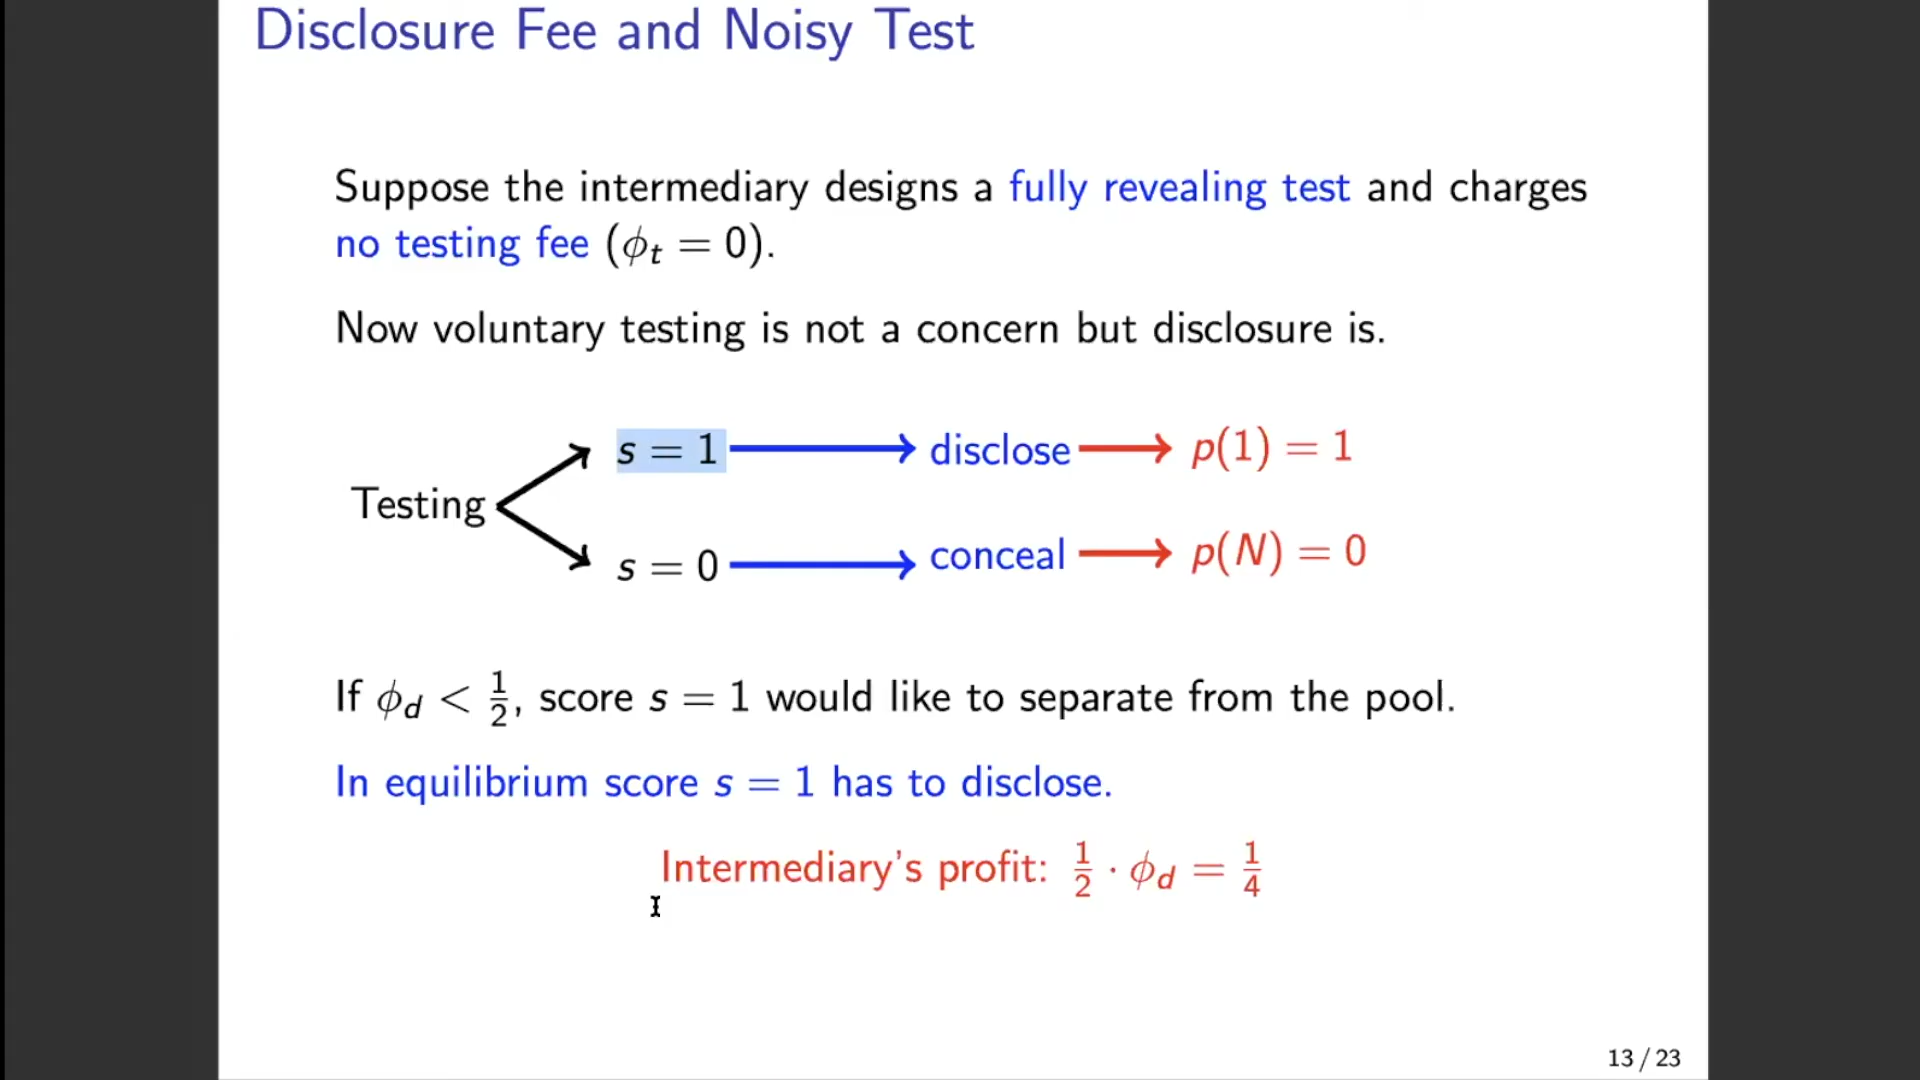 Disclosure Fee and Noisy Test
Suppose the intermediary designs a fully revealing test and charges
no testing fee (ϕt = 0).
Now voluntary testing is not a concern but disclosure is.
s = 1 disclose p(1) = 1
Testing
s = 0 conceal p(N) = 0
If ϕd < 1/2, score s = 1 would like to separate from the pool.
In equilibrium score s = 1 has to disclose.
Intermediary's profit: 1/2 · ϕd = 1/4
13 / 23